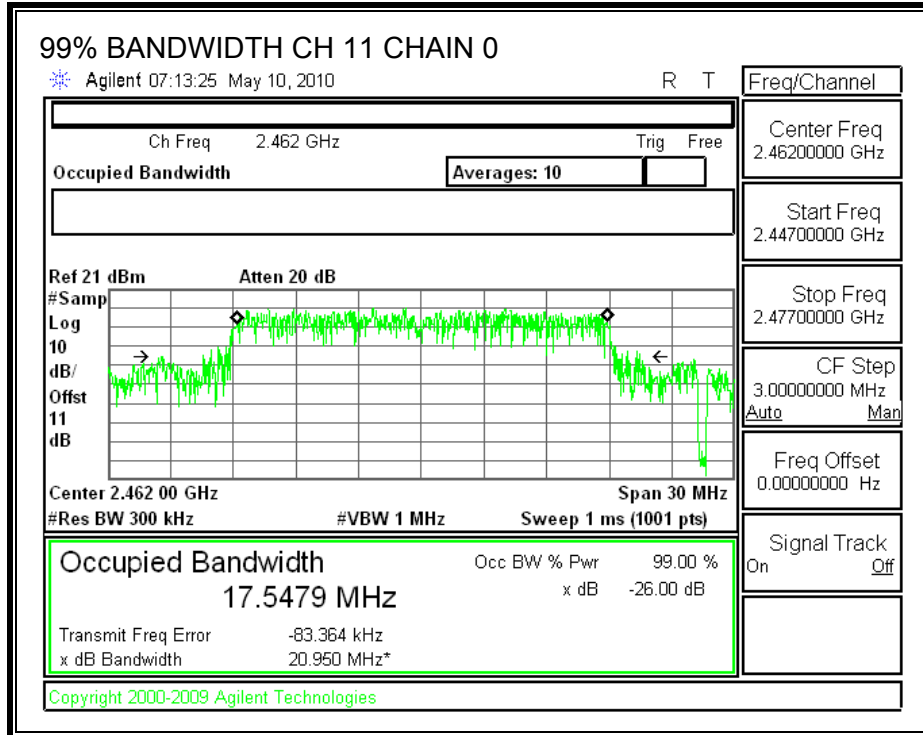 99% BANDWIDTH CH 11 CHAIN 0
Agilent 07:13:25 May 10, 2010 R T
Freq/Channel
Ch Freq 2.462 GHz Trig Free
Occupied Bandwidth Averages: 10
Center Freq
2.46200000 GHz
Start Freq
2.44700000 GHz
Ref 21 dBm Atten 20 dB
#Samp
Log
10
dB/
Offst
11
dB
Stop Freq
2.47700000 GHz
CF Step
3.00000000 MHz
Auto Man
Freq Offset
0.00000000 Hz
Center 2.462 00 GHz Span 30 MHz
#Res BW 300 kHz #VBW 1 MHz Sweep 1 ms (1001 pts)
Signal Track
On Off
Occupied Bandwidth Occ BW % Pwr 99.00 %
17.5479 MHz x dB -26.00 dB
Transmit Freq Error -83.364 kHz
x dB Bandwidth 20.950 MHz*
Copyright 2000-2009 Agilent Technologies